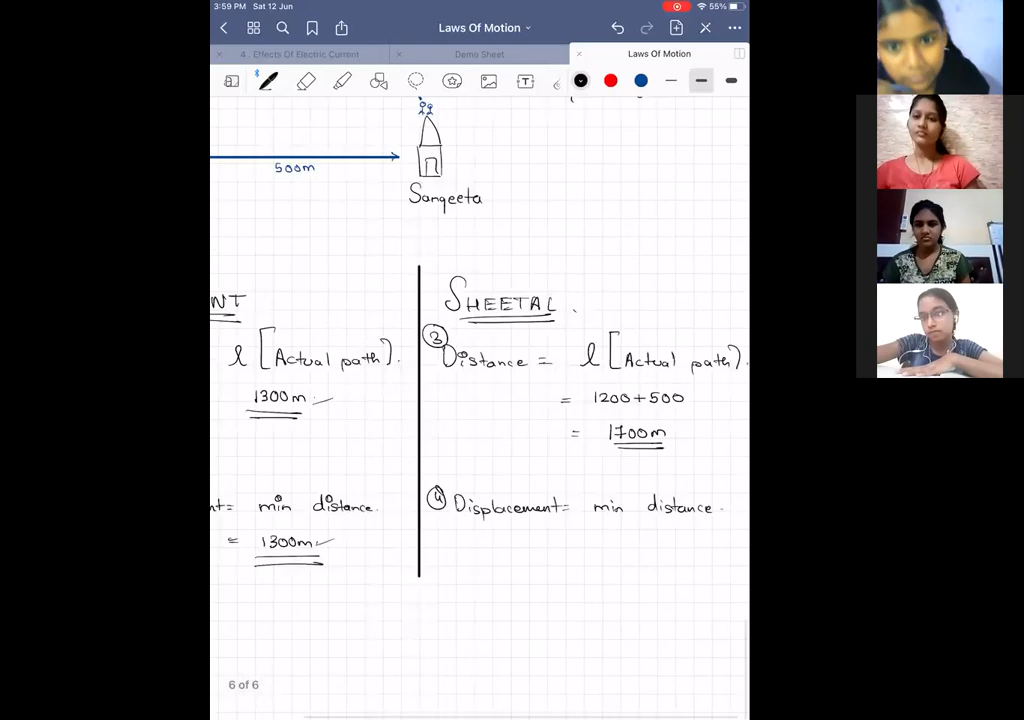 3:59 PM Sat 12 Jun
55%
Laws Of Motion
4. Effects Of Electric Current
Demo Sheet
Laws Of Motion
T
500m
Sangeeta
NT
SHEETAL
l [Actual path].
1300m
3 Distance = l [Actual path].
= 1200+500
= 1700m
nt= min distance.
= 1300m
4 Displacement= min distance.
6 of 6